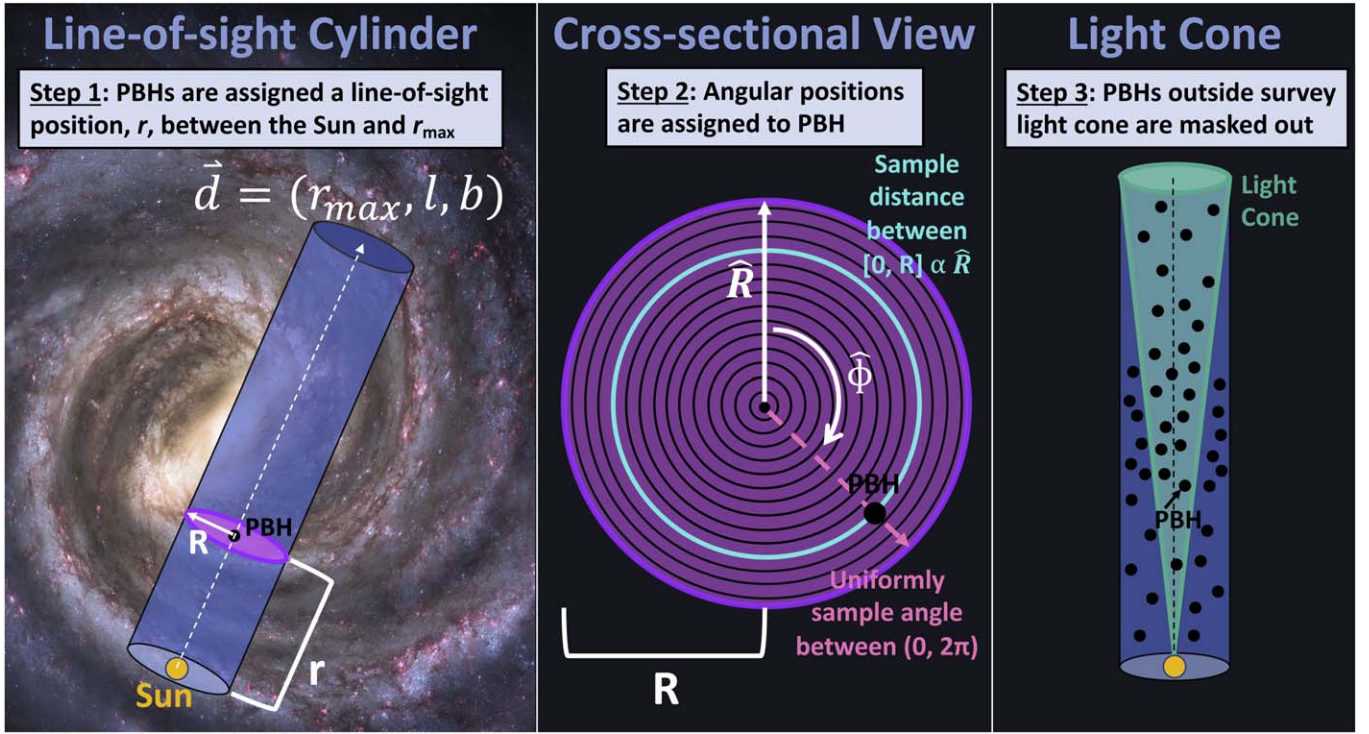 Line-of-sight Cylinder
Step 1: PBHs are assigned a line-of-sight
position, r, between the Sun and r_max
d⃗ = (r_max, l, b)
PBH
R
r
Sun
Cross-sectional View
Step 2: Angular positions
are assigned to PBH
Sample
distance
between
[0, R] α R̂
R̂
ϕ̂
PBH
Uniformly
sample angle
between (0, 2π)
R
Light Cone
Step 3: PBHs outside survey
light cone are masked out
Light
Cone
PBH